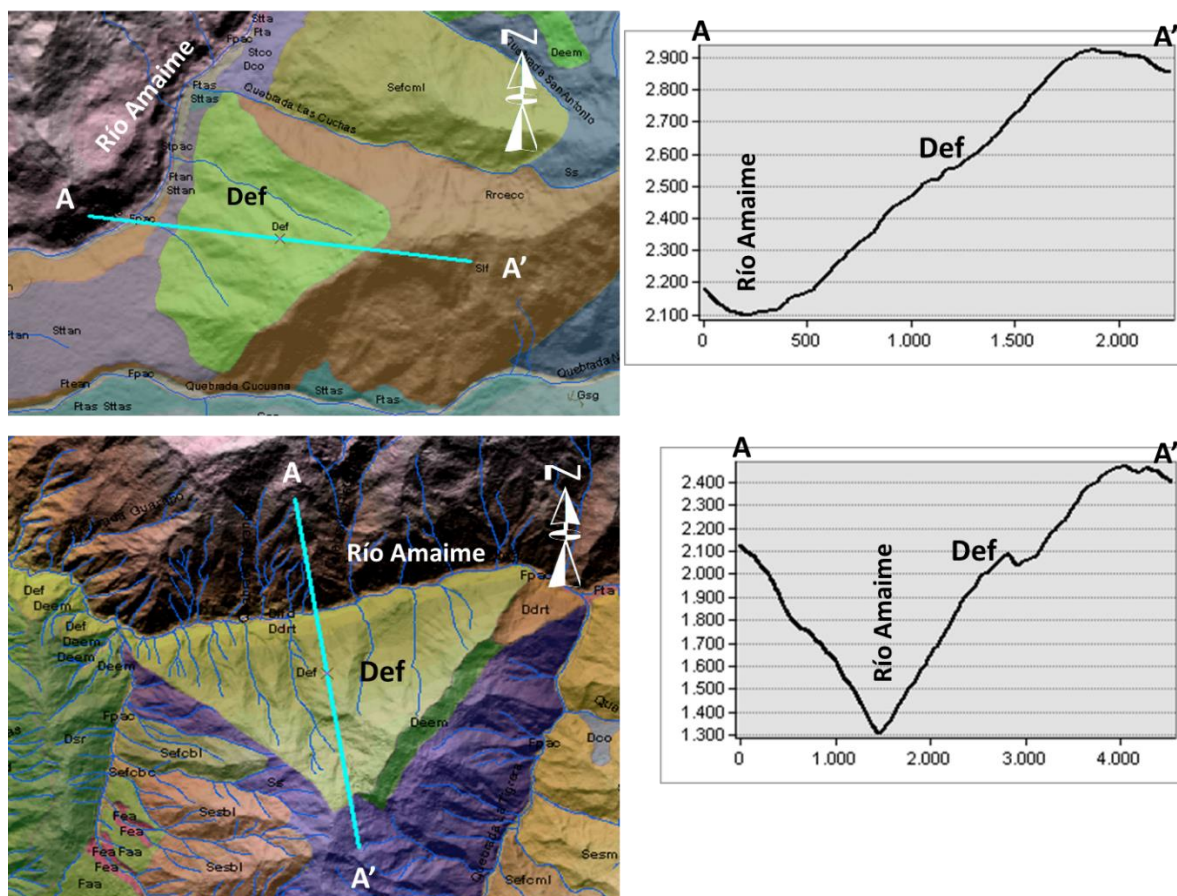 Stta
Fta
Fpac
Stco
Dco
Deem
Quebrada San Antonio
N
Río Amaime
Ftas
Sttas
Quebrada Las Cuchas
Sefcml
Ss
Stpac
Def
Rrcecc
Ftan
Sttan
A
Fpac
Def
A'
Slf
Ftan
Sttan
Ftean
Fpac
Quebrada Cucuana
Sttas
Ftas
Ftas Sttas
Gsg
A
A'
2.900
2.800
2.700
2.600
2.500
2.400
2.300
2.200
2.100
Def
Río Amaime
0
500
1.000
1.500
2.000
A
N
Río Amaime
Fpac
Fta
Def
Deem
Def
Deem
Deem
Deem
Ddrt
Ddrt
Def
Def
Deem
Fpac
Dsr
Sefcbl
Sefcbc
Ss
Fpac
Dco
Sesbl
Fea
Fea
Fea Faa
Fea
Faa
Sesbl
Sesm
Sefcml
A'
A
A'
2.400
2.300
2.200
2.100
2.000
1.900
1.800
1.700
1.600
1.500
1.400
1.300
Def
Río Amaime
0
1.000
2.000
3.000
4.000